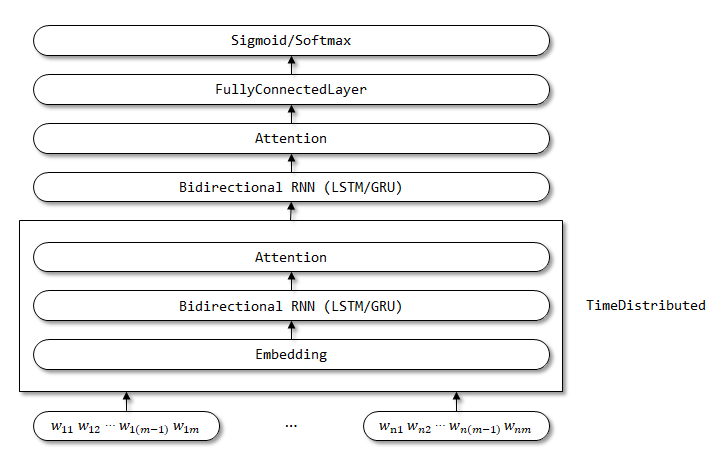 Sigmoid/Softmax
FullyConnectedLayer
Attention
Bidirectional RNN (LSTM/GRU)
Attention
Bidirectional RNN (LSTM/GRU)
TimeDistributed
Embedding
w₁₁ w₁₂ ⋯ w₁₍ₘ₋₁₎ w₁ₘ ... wₙ₁ wₙ₂ ⋯ wₙ₍ₘ₋₁₎ wₙₘ